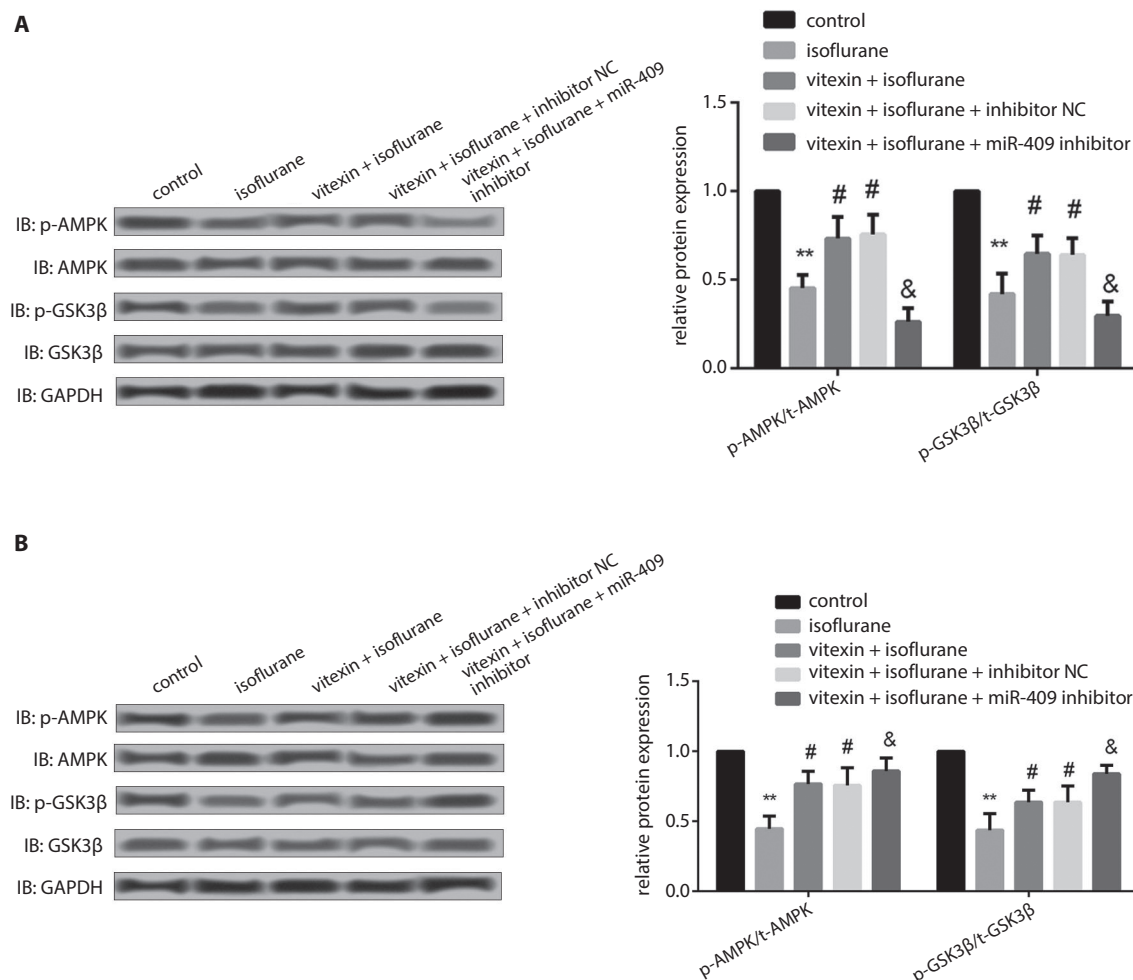 A
control
isoflurane
vitexin + isoflurane
vitexin + isoflurane + inhibitor NC
vitexin + isoflurane + miR-409
inhibitor
IB: p-AMPK
IB: AMPK
IB: p-GSK3β
IB: GSK3β
IB: GAPDH
control
isoflurane
vitexin + isoflurane
vitexin + isoflurane + inhibitor NC
vitexin + isoflurane + miR-409 inhibitor
relative protein expression
1.5
1.0
0.5
0.0
** # # &
** # # &
p-AMPK/t-AMPK
p-GSK3β/t-GSK3β
B
control
isoflurane
vitexin + isoflurane
vitexin + isoflurane + inhibitor NC
vitexin + isoflurane + miR-409
inhibitor
IB: p-AMPK
IB: AMPK
IB: p-GSK3β
IB: GSK3β
IB: GAPDH
control
isoflurane
vitexin + isoflurane
vitexin + isoflurane + inhibitor NC
vitexin + isoflurane + miR-409 inhibitor
relative protein expression
1.5
1.0
0.5
0.0
** # # &
** # # &
p-AMPK/t-AMPK
p-GSK3β/t-GSK3β